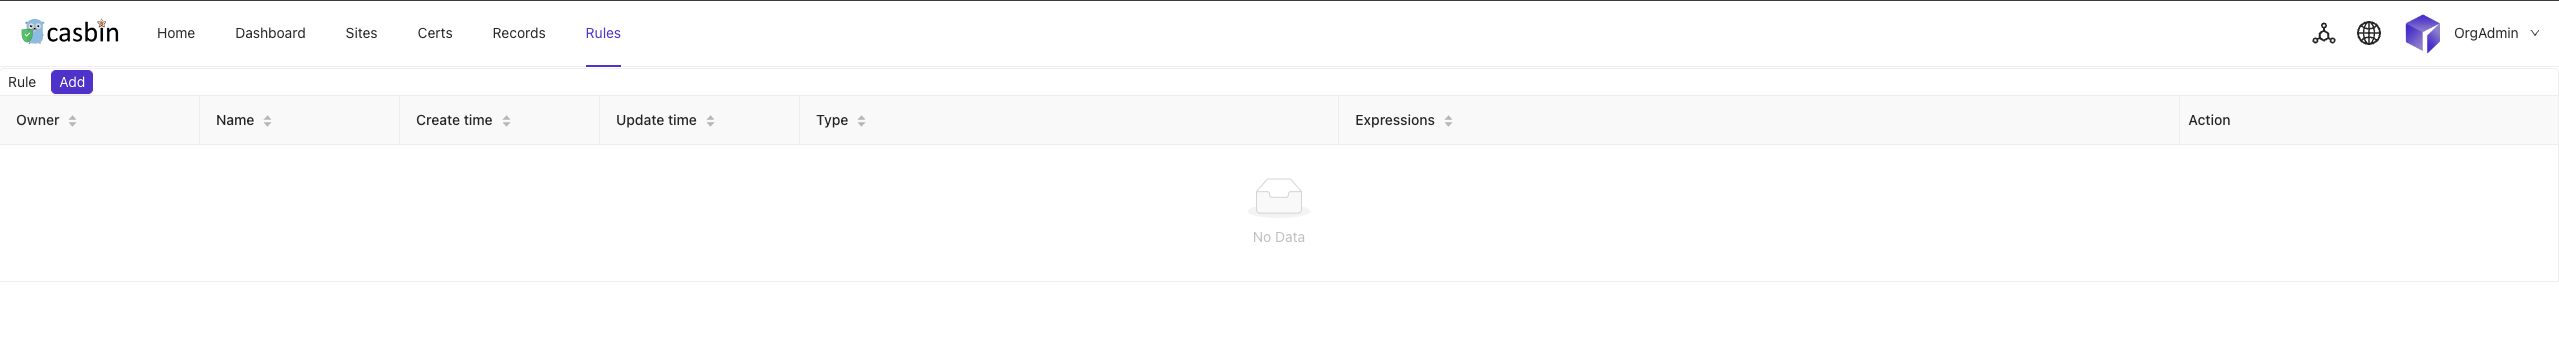 casbin Home Dashboard Sites Certs Records Rules OrgAdmin
Rule Add
Owner Name Create time Update time Type Expressions Action
No Data